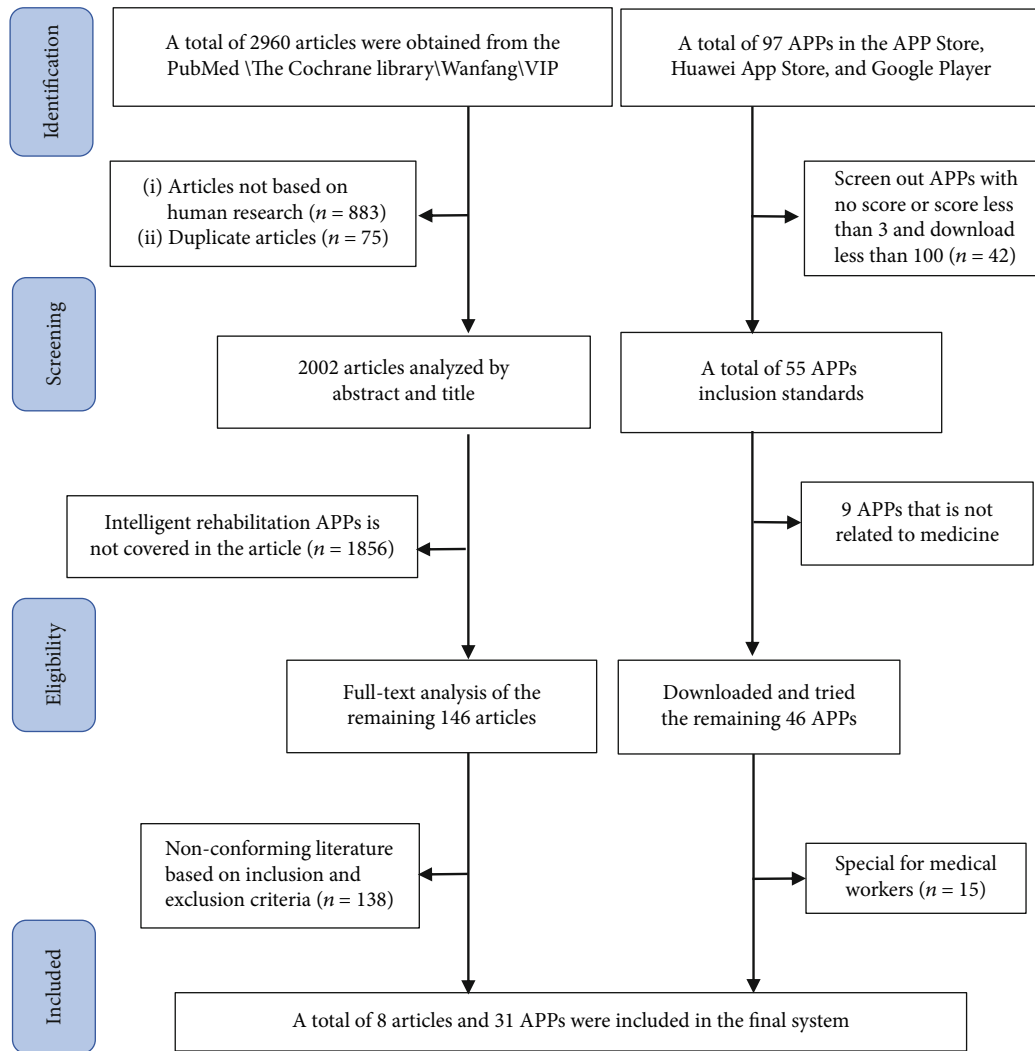 Identification
A total of 2960 articles were obtained from the
PubMed \The Cochrane library\Wanfang\VIP
A total of 97 APPs in the APP Store,
Huawei App Store, and Google Player
(i) Articles not based on
human research (n = 883)
(ii) Duplicate articles (n = 75)
Screen out APPs with
no score or score less
than 3 and download
less than 100 (n = 42)
Screening
2002 articles analyzed by
abstract and title
A total of 55 APPs
inclusion standards
Intelligent rehabilitation APPs is
not covered in the article (n = 1856)
9 APPs that is not
related to medicine
Eligibility
Full-text analysis of the
remaining 146 articles
Downloaded and tried
the remaining 46 APPs
Non-conforming literature
based on inclusion and
exclusion criteria (n = 138)
Special for medical
workers (n = 15)
Included
A total of 8 articles and 31 APPs were included in the final system